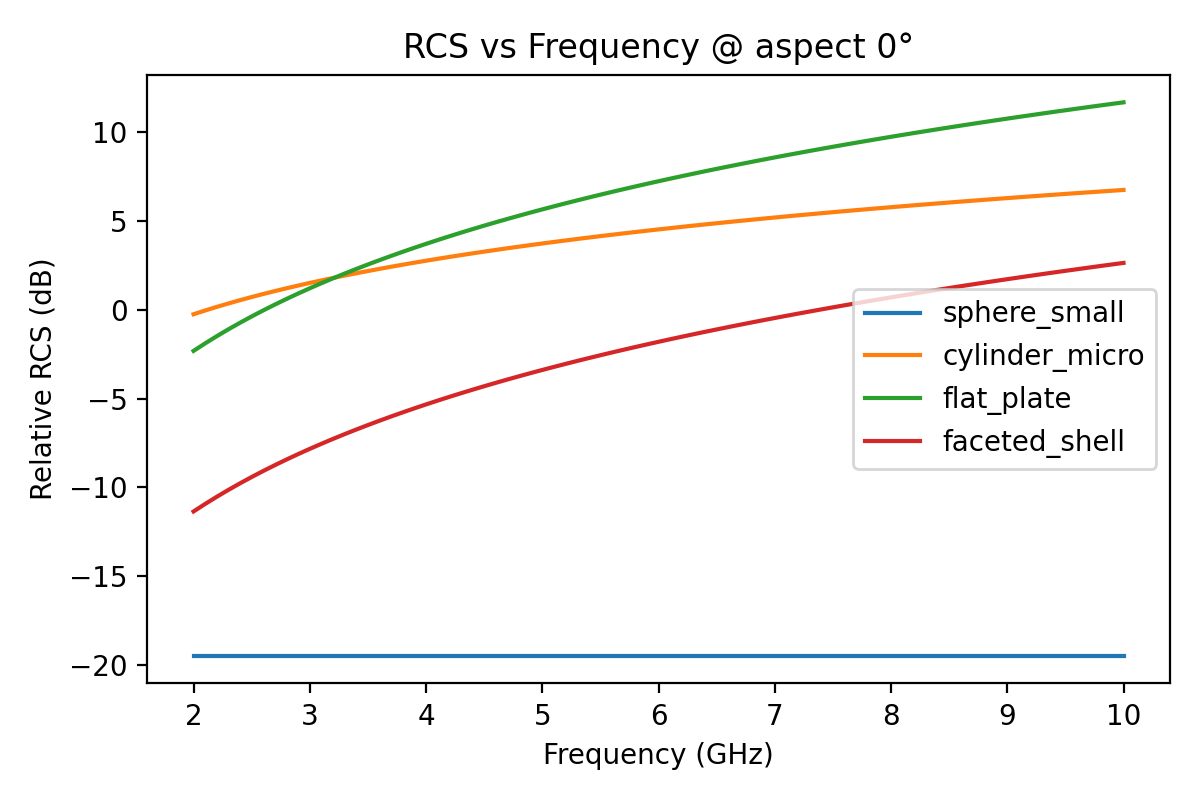 RCS vs Frequency @ aspect 0°
Relative RCS (dB)
10
5
0
−5
−10
−15
−20
sphere_small
cylinder_micro
flat_plate
faceted_shell
2 3 4 5 6 7 8 9 10
Frequency (GHz)